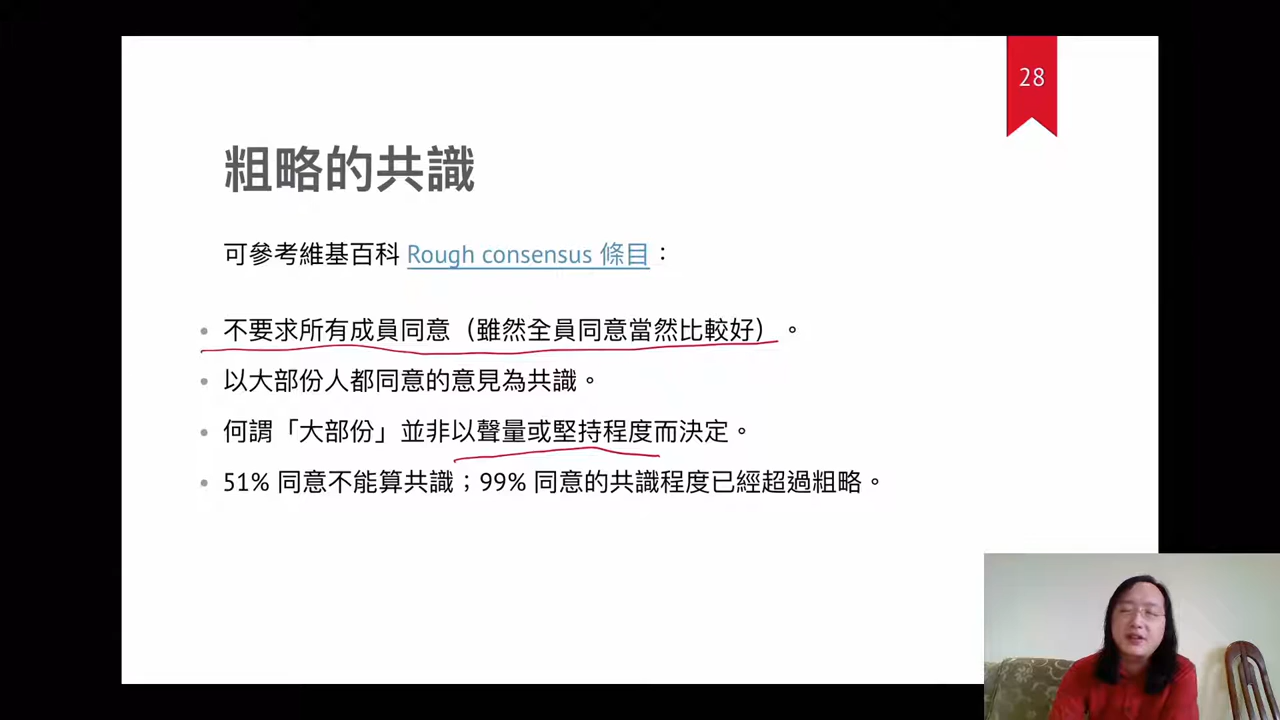 28
粗略的共識
可參考維基百科 Rough consensus 條目：
不要求所有成員同意（雖然全員同意當然比較好）。
以大部份人都同意的意見為共識。
何謂「大部份」並非以聲量或堅持程度而決定。
51% 同意不能算共識；99% 同意的共識程度已經超過粗略。